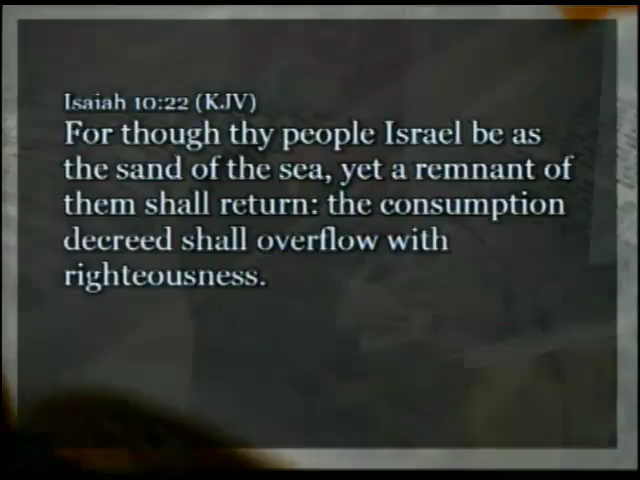 Isaiah 10:22 (KJV)
For though thy people Israel be as
the sand of the sea, yet a remnant of
them shall return: the consumption
decreed shall overflow with
righteousness.